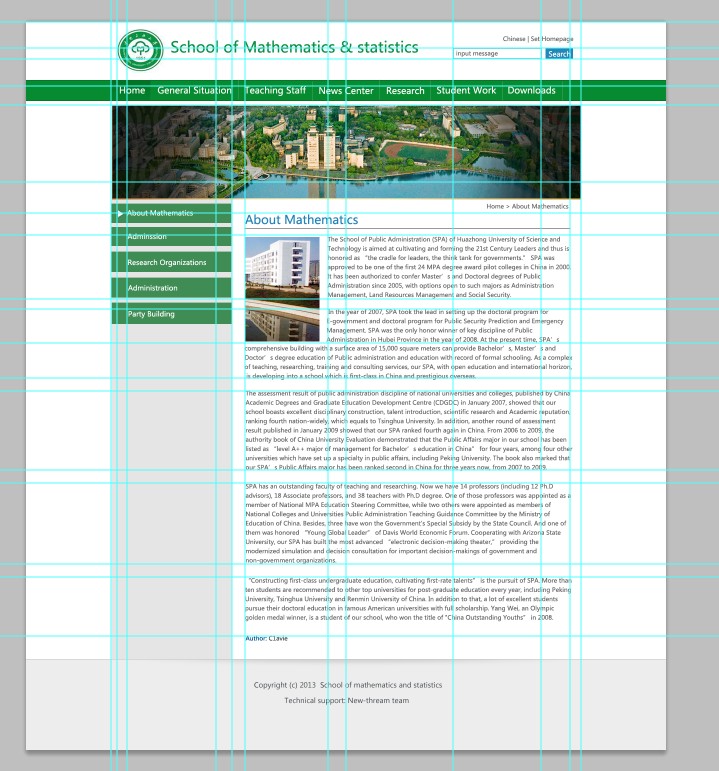 Chinese | Set Homepage
School of Mathematics & statistics
input message
Search
Home General Situation Teaching Staff News Center Research Student Work Downloads
Home > About Mathematics
About Mathematics
Adminssion
Research Organizations
Administration
Party Building
About Mathematics
The School of Public Administration (SPA) of Huazhong University of Science and
Technology is aimed at cultivating and forming the 21st Century Leaders and thus is
honored as "the cradle for leaders, the think tank for governments." SPA was
approved to be one of the first 24 MPA degree award pilot colleges in China in 2000.
It has been authorized to confer Master' s and Doctoral degrees of Public
Administration since 2005, with options open to such majors as Administration
Management, Land Resources Management and Social Security.
In the year of 2007, SPA took the lead in setting up the doctoral program for
E-government and doctoral program for Public Security Prediction and Emergency
Management. SPA was the only honor winner of key discipline of Public
Administration in Hubei Province in the year of 2008. At the present time, SPA' s
comprehensive building with a surface area of 15,000 square meters can provide Bachelor' s, Master' s and
Doctor' s degree education of Public administration and education with record of formal schooling. As a complex
of teaching, researching, training and consulting services, our SPA, with open education and international horizon,
is developing into a school which is first-class in China and prestigious overseas.
The assessment result of public administration discipline of national universities and colleges, published by China
Academic Degrees and Graduate Education Development Centre (CDGDC) in January 2007, showed that our
school boasts excellent disciplinary construction, talent introduction, scientific research and Academic reputation,
ranking fourth nation-widely, which equals to Tsinghua University. In addition, another round of assessment
result published in January 2009 showed that our SPA ranked fourth again in China. From 2006 to 2009, the
authority book of China University Evaluation demonstrated that the Public Affairs major in our school has been
listed as "level A++ major of management for Bachelor' s education in China" for four years, among four other
universities which have set up a specialty in public affairs, including Peking University. The book also marked that
our SPA' s Public Affairs major has been ranked second in China for three years now, from 2007 to 2009.
SPA has an outstanding faculty of teaching and researching. Now we have 14 professors (including 12 Ph.D
advisors), 18 Associate professors, and 38 teachers with Ph.D degree. One of those professors was appointed as a
member of National MPA Education Steering Committee, while two others were appointed as members of
National Colleges and Universities Public Administration Teaching Guidance Committee by the Ministry of
Education of China. Besides, three have won the Government's Special Subsidy by the State Council. And one of
them was honored "Young Global Leader" of Davis World Economic Forum. Cooperating with Arizona State
University, our SPA has built the most advanced "electronic decision-making theater," providing the
modernized simulation and decision consultation for important decision-makings of government and
non-government organizations.
"Constructing first-class undergraduate education, cultivating first-rate talents" is the pursuit of SPA. More than
ten students are recommended to other top universities for post-graduate education every year, including Peking
University, Tsinghua University and Renmin University of China. In addition to that, a lot of excellent students
pursue their doctoral education in famous American universities with full scholarship. Yang Wei, an Olympic
golden medal winner, is a student of our school, who won the title of "China Outstanding Youths" in 2008.
Author: Clavie
Copyright (c) 2013 School of mathematics and statistics
Technical support: New-thream team